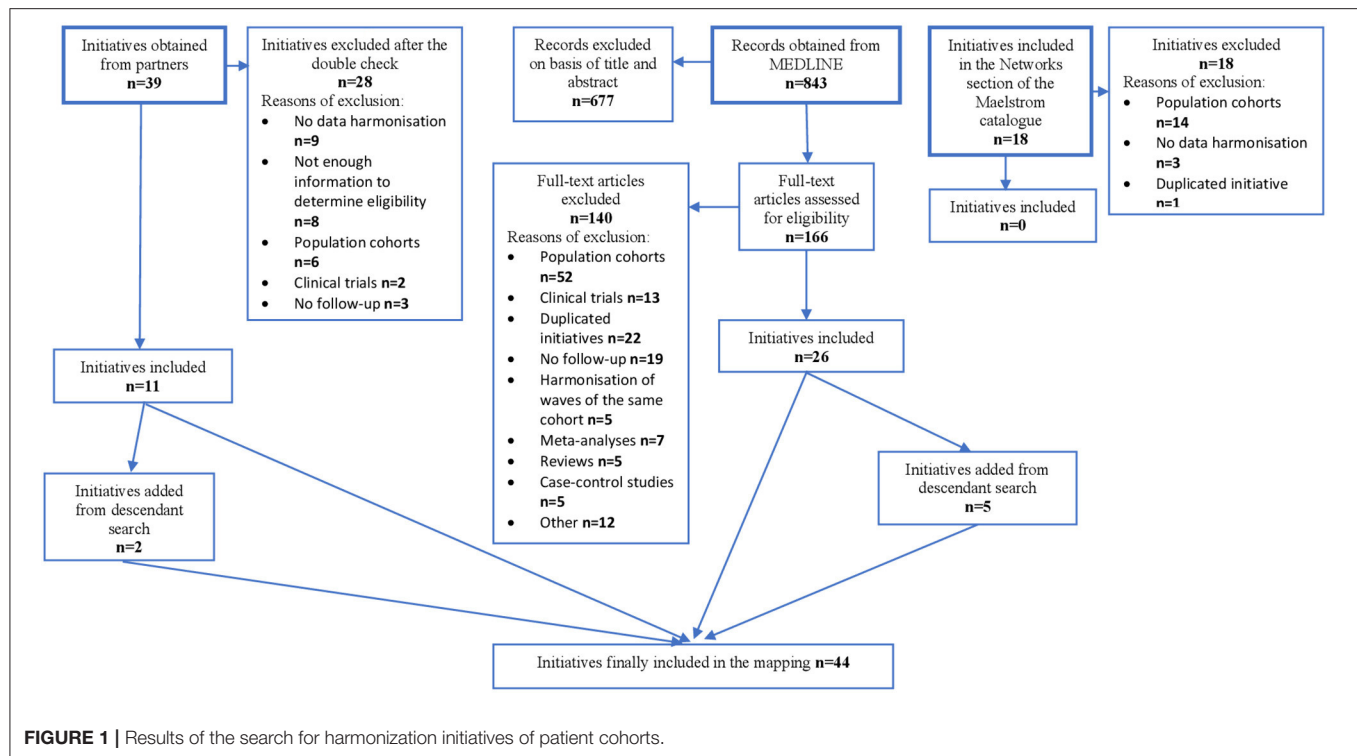 Initiatives obtained
from partners
n=39
Initiatives excluded after the
double check
n=28
Reasons of exclusion:
• No data harmonisation
n=9
• Not enough
information to
determine eligibility
n=8
• Population cohorts
n=6
• Clinical trials n=2
• No follow-up n=3
Initiatives included
n=11
Initiatives added
from descendant
search
n=2
Records excluded
on basis of title and
abstract
n=677
Records obtained from
MEDLINE
n=843
Full-text articles
excluded
n=140
Reasons of exclusion:
• Population cohorts
n=52
• Clinical trials n=13
• Duplicated
initiatives n=22
• No follow-up n=19
• Harmonisation of
waves of the same
cohort n=5
• Meta-analyses n=7
• Reviews n=5
• Case-control studies
n=5
• Other n=12
Full-text
articles assessed
for eligibility
n=166
Initiatives included
n=26
Initiatives added from
descendant search
n=5
Initiatives included
in the Networks
section of the
Maelstrom
catalogue
n=18
Initiatives excluded
n=18
Reasons of exclusion:
• Population cohorts
n=14
• No data harmonisation
n=3
• Duplicated initiative
n=1
Initiatives included
n=0
Initiatives finally included in the mapping n=44
FIGURE 1 | Results of the search for harmonization initiatives of patient cohorts.